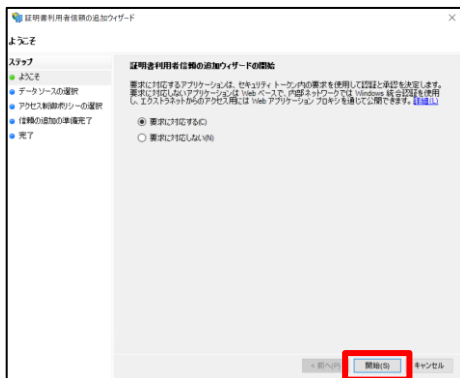 証明書利用者信頼の追加ウィザード
ようこそ
ステップ
ようこそ
データ ソースの選択
アクセス制御ポリシーの選択
信頼の追加の準備完了
完了
証明書利用者信頼の追加ウィザードの開始
要求に対応するアプリケーションは、セキュリティ トークン内の要求を使用して認証と承認を決定します。
要求に対応しないアプリケーションは Web ベースで、内部ネットワークでは Windows 統合認証を使用
し、エクストラネットからのアクセス用には Web アプリケーション プロキシを通じて公開できます。詳細(L)
要求に対応する(C)
要求に対応しない(N)
< 前へ(P)
開始(S)
キャンセル